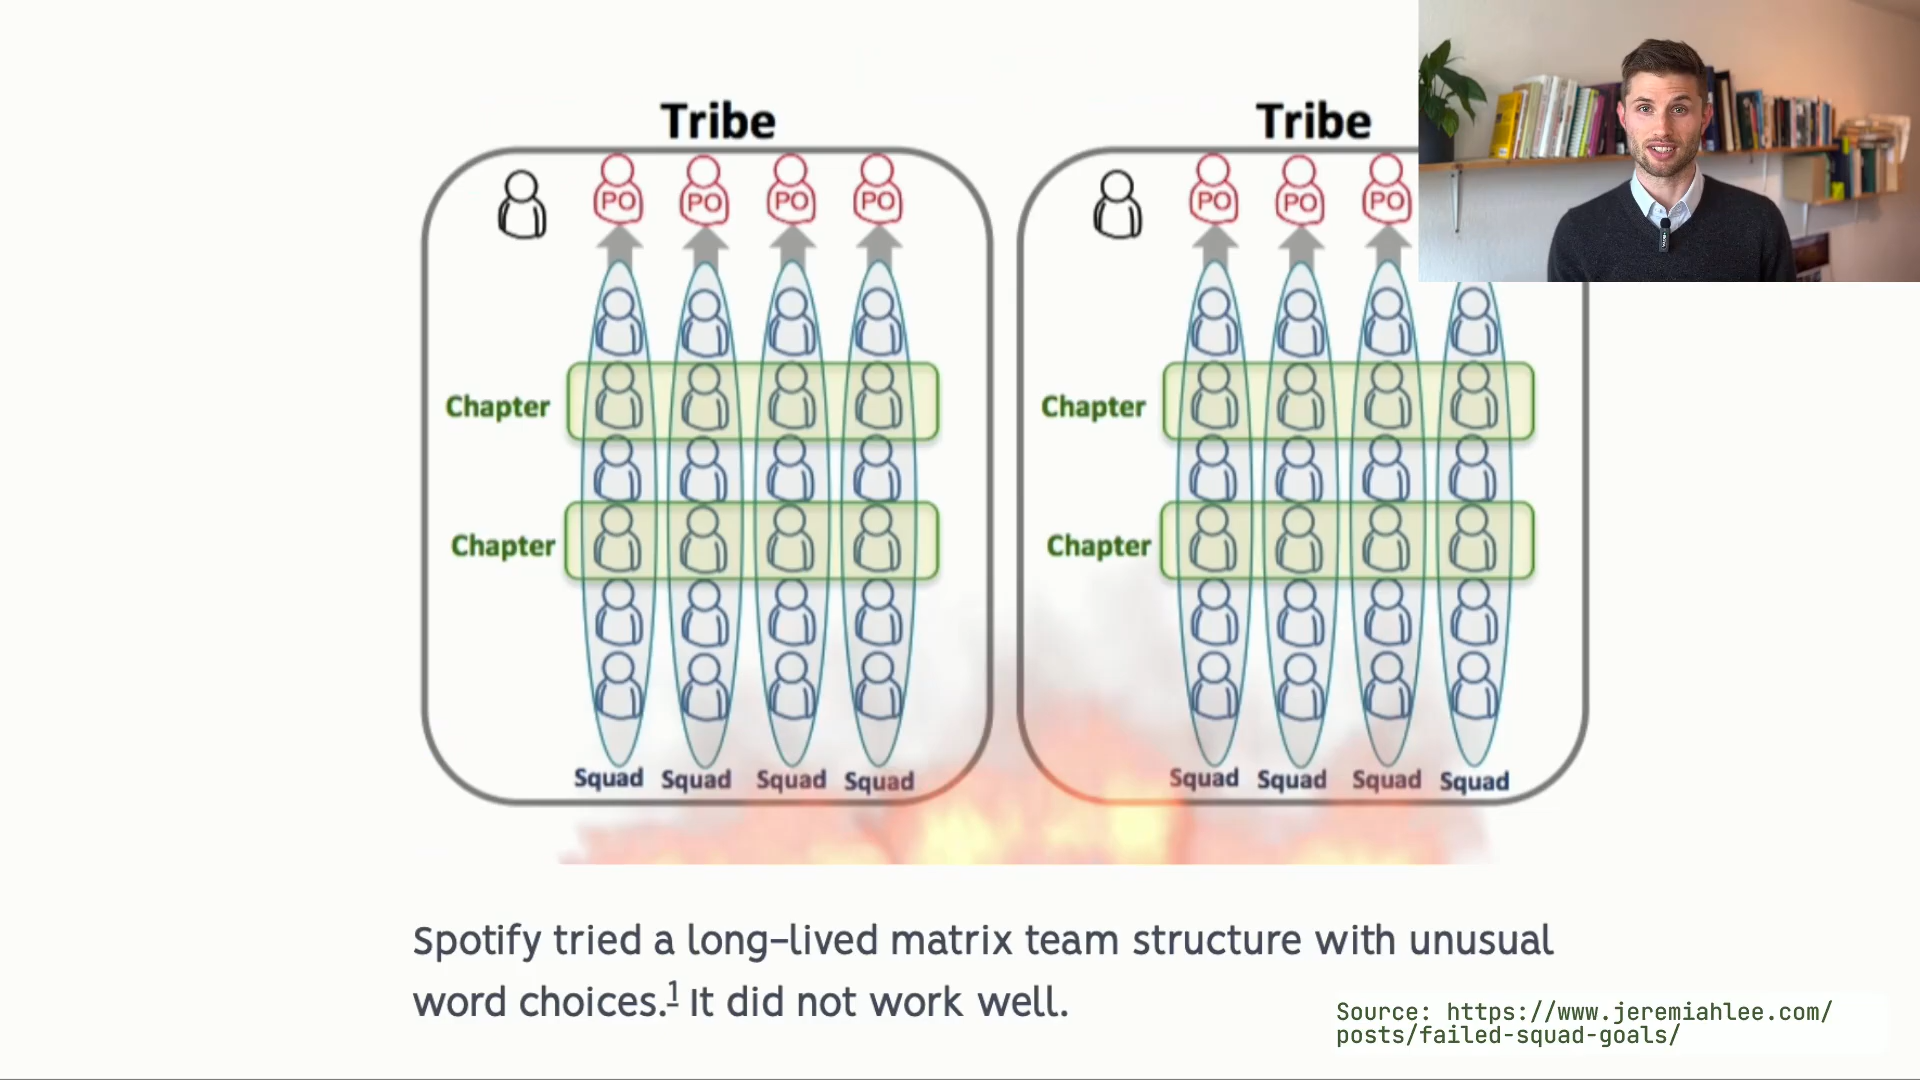 Tribe
PO PO PO PO
Chapter
Chapter
Squad Squad Squad Squad
Tribe
PO PO PO
Chapter
Chapter
Squad Squad Squad Squad
Spotify tried a long-lived matrix team structure with unusual
word choices.1 It did not work well.
Source: https://www.jeremiahlee.com/
posts/failed-squad-goals/